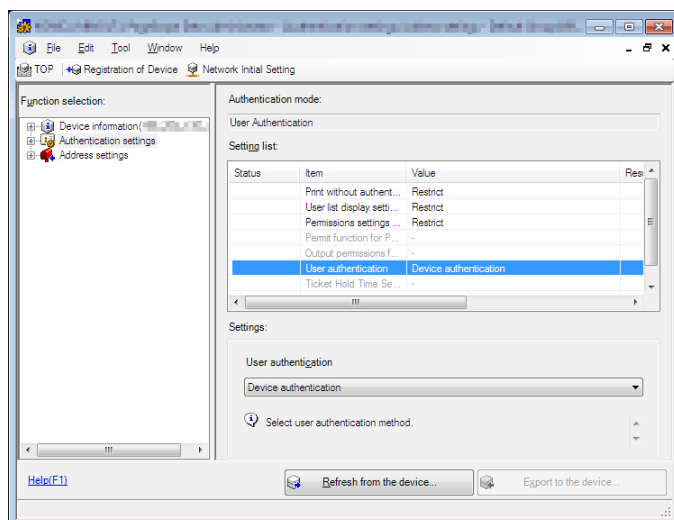 File Edit Tool Window Help
TOP Registration of Device Network Initial Setting
Function selection:
Device information(
Authentication settings
Address settings
Authentication mode:
User Authentication
Setting list:
Status Item Value Res
Print without authent... Restrict
User list display setti... Restrict
Permissions settings ... Restrict
Permit function for P... -
Output permissions f... -
User authentication Device authentication
Ticket Hold Time Se... -
Settings:
User authentication
Device authentication
Select user authentication method.
Help(F1)
Refresh from the device...
Export to the device...